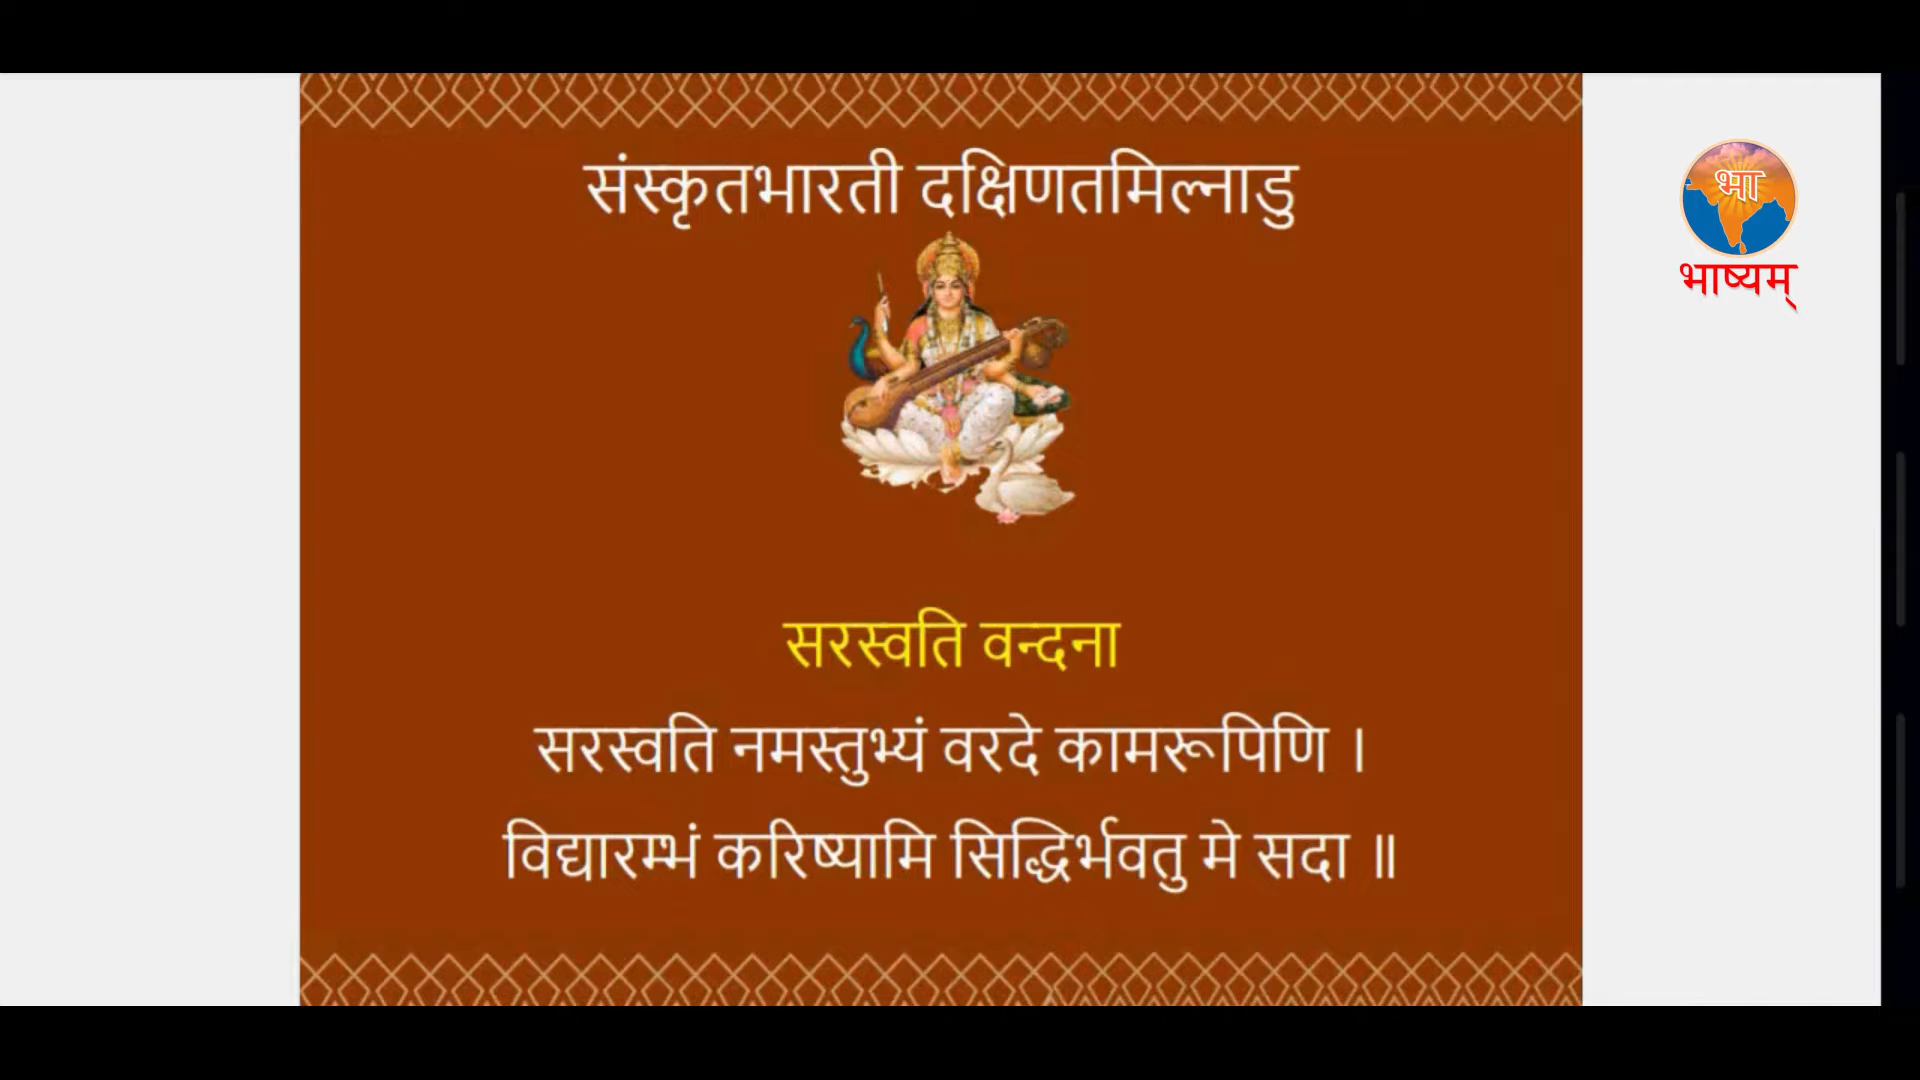 संस्कृतभारती दक्षिणतमिल्नाडु
भा
भाष्यम्
सरस्वति वन्दना
सरस्वति नमस्तुभ्यं वरदे कामरूपिणि ।
विद्यारम्भं करिष्यामि सिद्धिर्भवतु मे सदा ॥